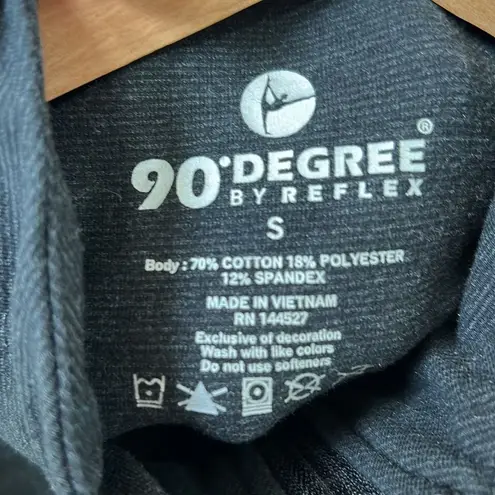 90°DEGREE®
BY REFLEX
S
Body : 70% COTTON 18% POLYESTER
12% SPANDEX
MADE IN VIETNAM
RN 144527
Exclusive of decoration
Wash with like colors
Do not use softeners